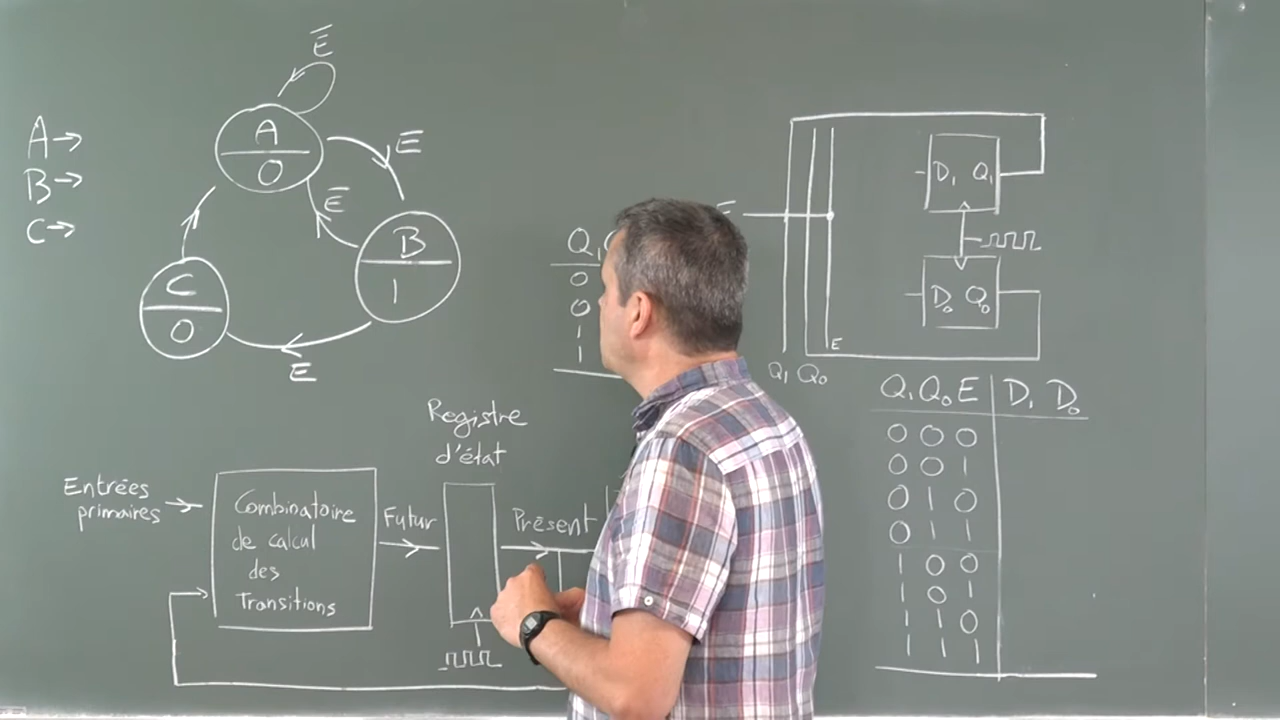 Ē
A
0
E
Ē
B
1
C
0
E
A→
B→
C→
Q₁
0
0
1
1
D₁ Q₁
D₀ Q₀
E
Q₁ Q₀
Q₁ Q₀ E D₁ D₀
0 0 0
0 0 1
0 1 0
0 1 1
1 0 0
1 0 1
1 1 0
1 1 1
Registre
d'état
Entrées
primaires
Combinatoire
de calcul
des
Transitions
Futur
Présent